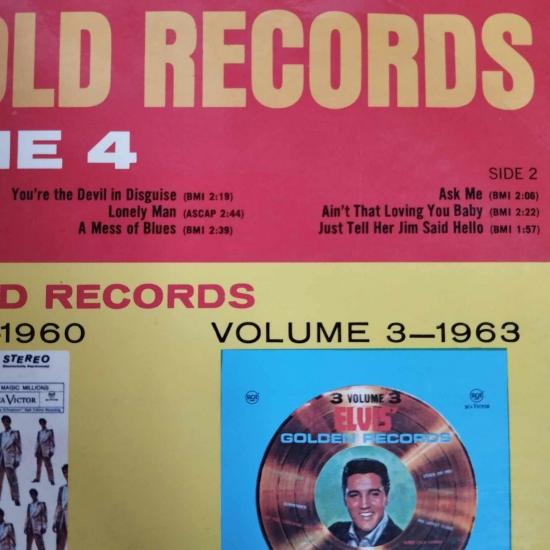 OLD RECORDS
ME 4
SIDE 2
You're the Devil in Disguise (BMI 2:19)
Lonely Man (ASCAP 2:44)
A Mess of Blues (BMI 2:39)
Ask Me (BMI 2:06)
Ain't That Loving You Baby (BMI 2:22)
Just Tell Her Jim Said Hello (BMI 1:57)
D RECORDS
-1960
VOLUME 3—1963
STEREO
MAGIC MILLIONS
A VICTOR
RCA
RCA VICTOR
3 VOLUME 3
ELVIS'
GOLDEN RECORDS